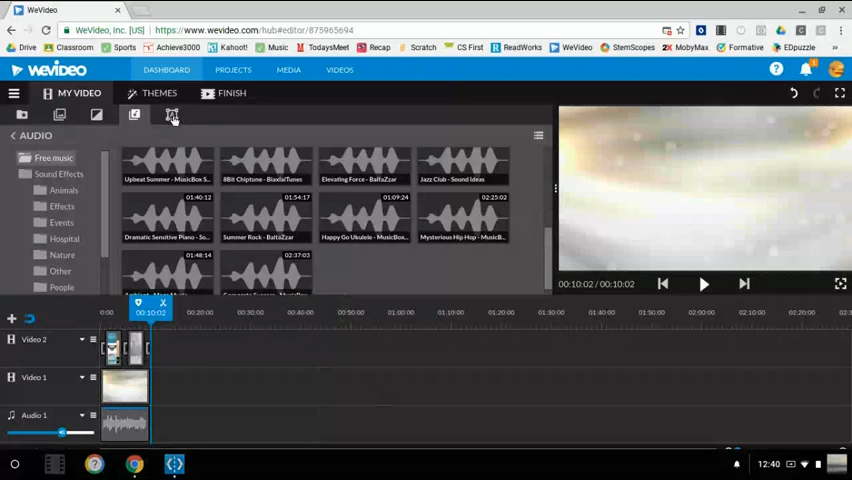 WeVideo
WeVideo, Inc. [US] https://www.wevideo.com/hub#editor/875965694
Drive Classroom Sports Achieve3000 Kahoot! Music TodaysMeet Recap Scratch CS First ReadWorks WeVideo StemScopes MobyMax Formative EDpuzzle
WEVIDEO DASHBOARD PROJECTS MEDIA VIDEOS ? 1
MY VIDEO THEMES FINISH
AUDIO
Free music
Sound Effects
Animals
Effects
Events
Hospital
Nature
Other
People
Upbeat Summer - MusicBox S... 8Bit Chiptune - BiaxialTunes Elevating Force - BaltaZzar Jazz Club - Sound Ideas
01:40:12 01:54:17 01:09:24 02:25:02
Dramatic Sensitive Piano - So... Summer Rock - BaltaZzar Happy Go Ukulele - MusicBox... Mysterious Hip Hop - MusicB...
01:48:14 02:37:03
00:10:02 / 00:10:02
0:00 00:10:02 00:20:00 00:30:00 00:40:00 00:50:00 01:00:00 01:10:00 01:20:00 01:30:00 01:40:00 01:50:00 02:00:00 02:10:00 02:20:00 02:3
Video 2
Video 1
Audio 1
12:40